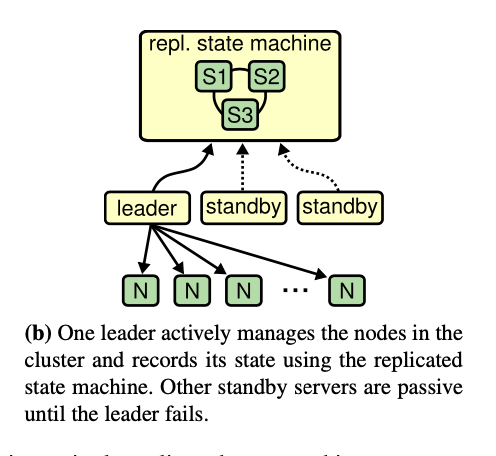 repl. state machine
S1 S2
S3
leader standby standby
N N N ... N
(b) One leader actively manages the nodes in the
cluster and records its state using the replicated
state machine. Other standby servers are passive
until the leader fails.